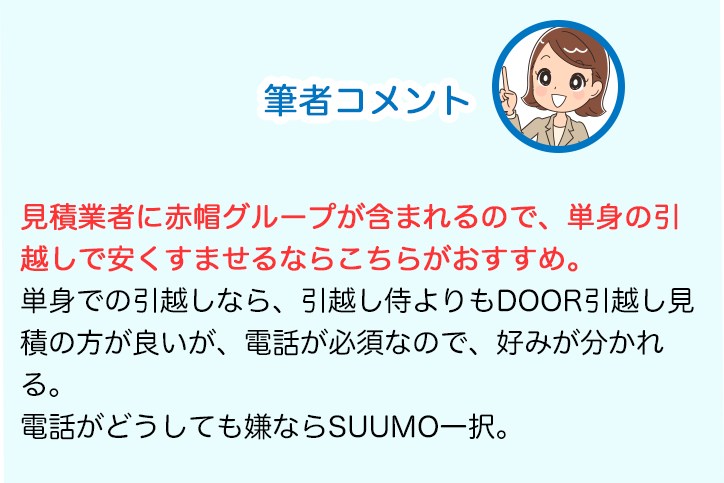 筆者コメント
見積業者に赤帽グループが含まれるので、単身の引
越しで安くすませるならこちらがおすすめ。
単身での引越しなら、引越し侍よりもDOOR引越し見
積の方が良いが、電話が必須なので、好みが分かれ
る。
電話がどうしても嫌ならSUUMO一択。